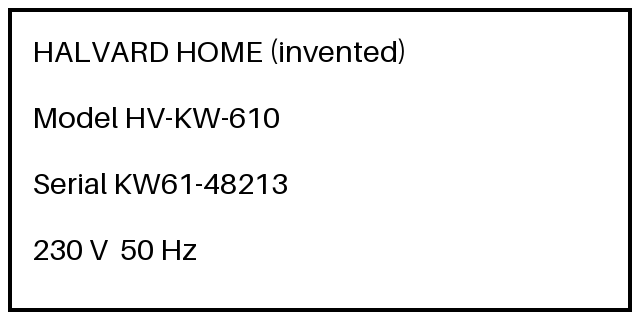 HALVARD HOME (invented)
Model HV-KW-610
Serial KW61-48213
230 V  50 Hz